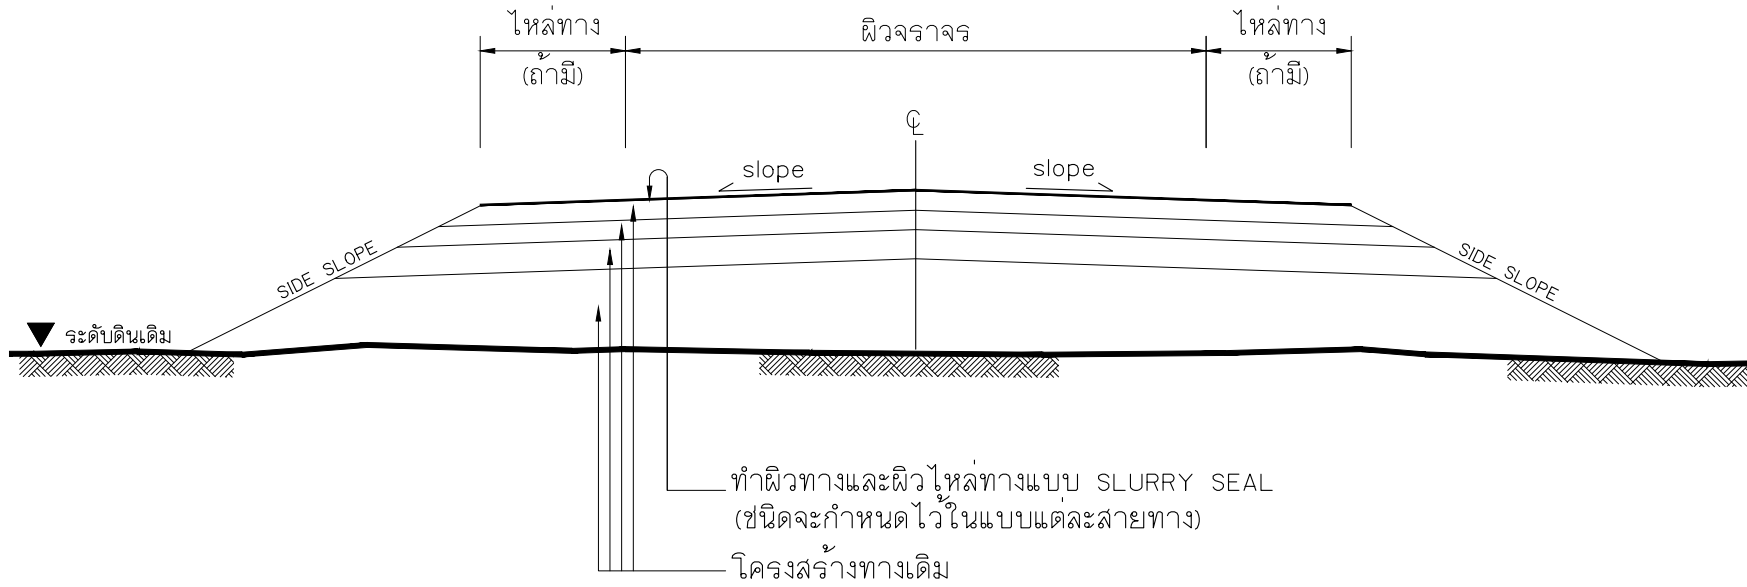 ไหล่ทาง
(ถ้ามี)
ผิวจราจร
ไหล่ทาง
(ถ้ามี)
℄
slope
slope
SIDE SLOPE
SIDE SLOPE
ระดับดินเดิม
ทำผิวทางและผิวไหล่ทางแบบ SLURRY SEAL
(ชนิดจะกำหนดไว้ในแบบแต่ละสายทาง)
โครงสร้างทางเดิม